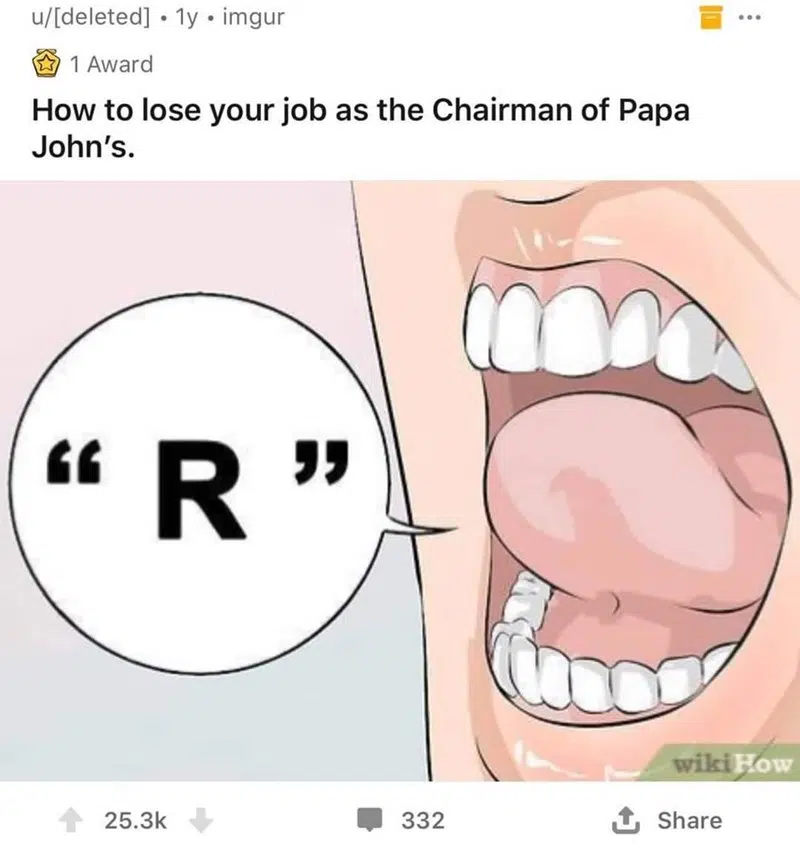 u/[deleted] • 1y • imgur
1 Award
How to lose your job as the Chairman of Papa
John’s.
“ R ”
wikiHow
25.3k
332
Share